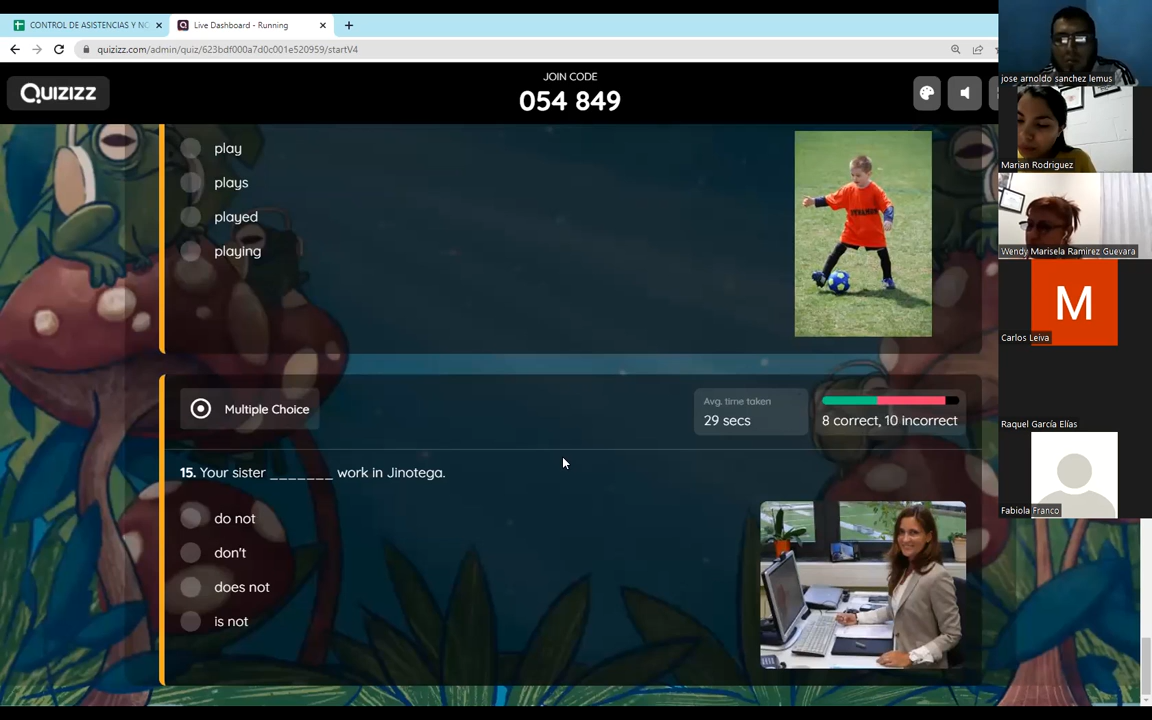 CONTROL DE ASISTENCIAS Y NO
Live Dashboard - Running
quizizz.com/admin/quiz/623bdf000a7d0c001e520959/startV4
Quizizz
JOIN CODE
054 849
play
plays
played
playing
Multiple Choice
Avg. time taken
29 secs
8 correct, 10 incorrect
15. Your sister _______ work in Jinotega.
do not
don't
does not
is not
jose arnoldo sanchez lemus
Marian Rodriguez
Wendy Marisela Ramirez Guevara
M
Carlos Leiva
Raquel García Elías
Fabiola Franco